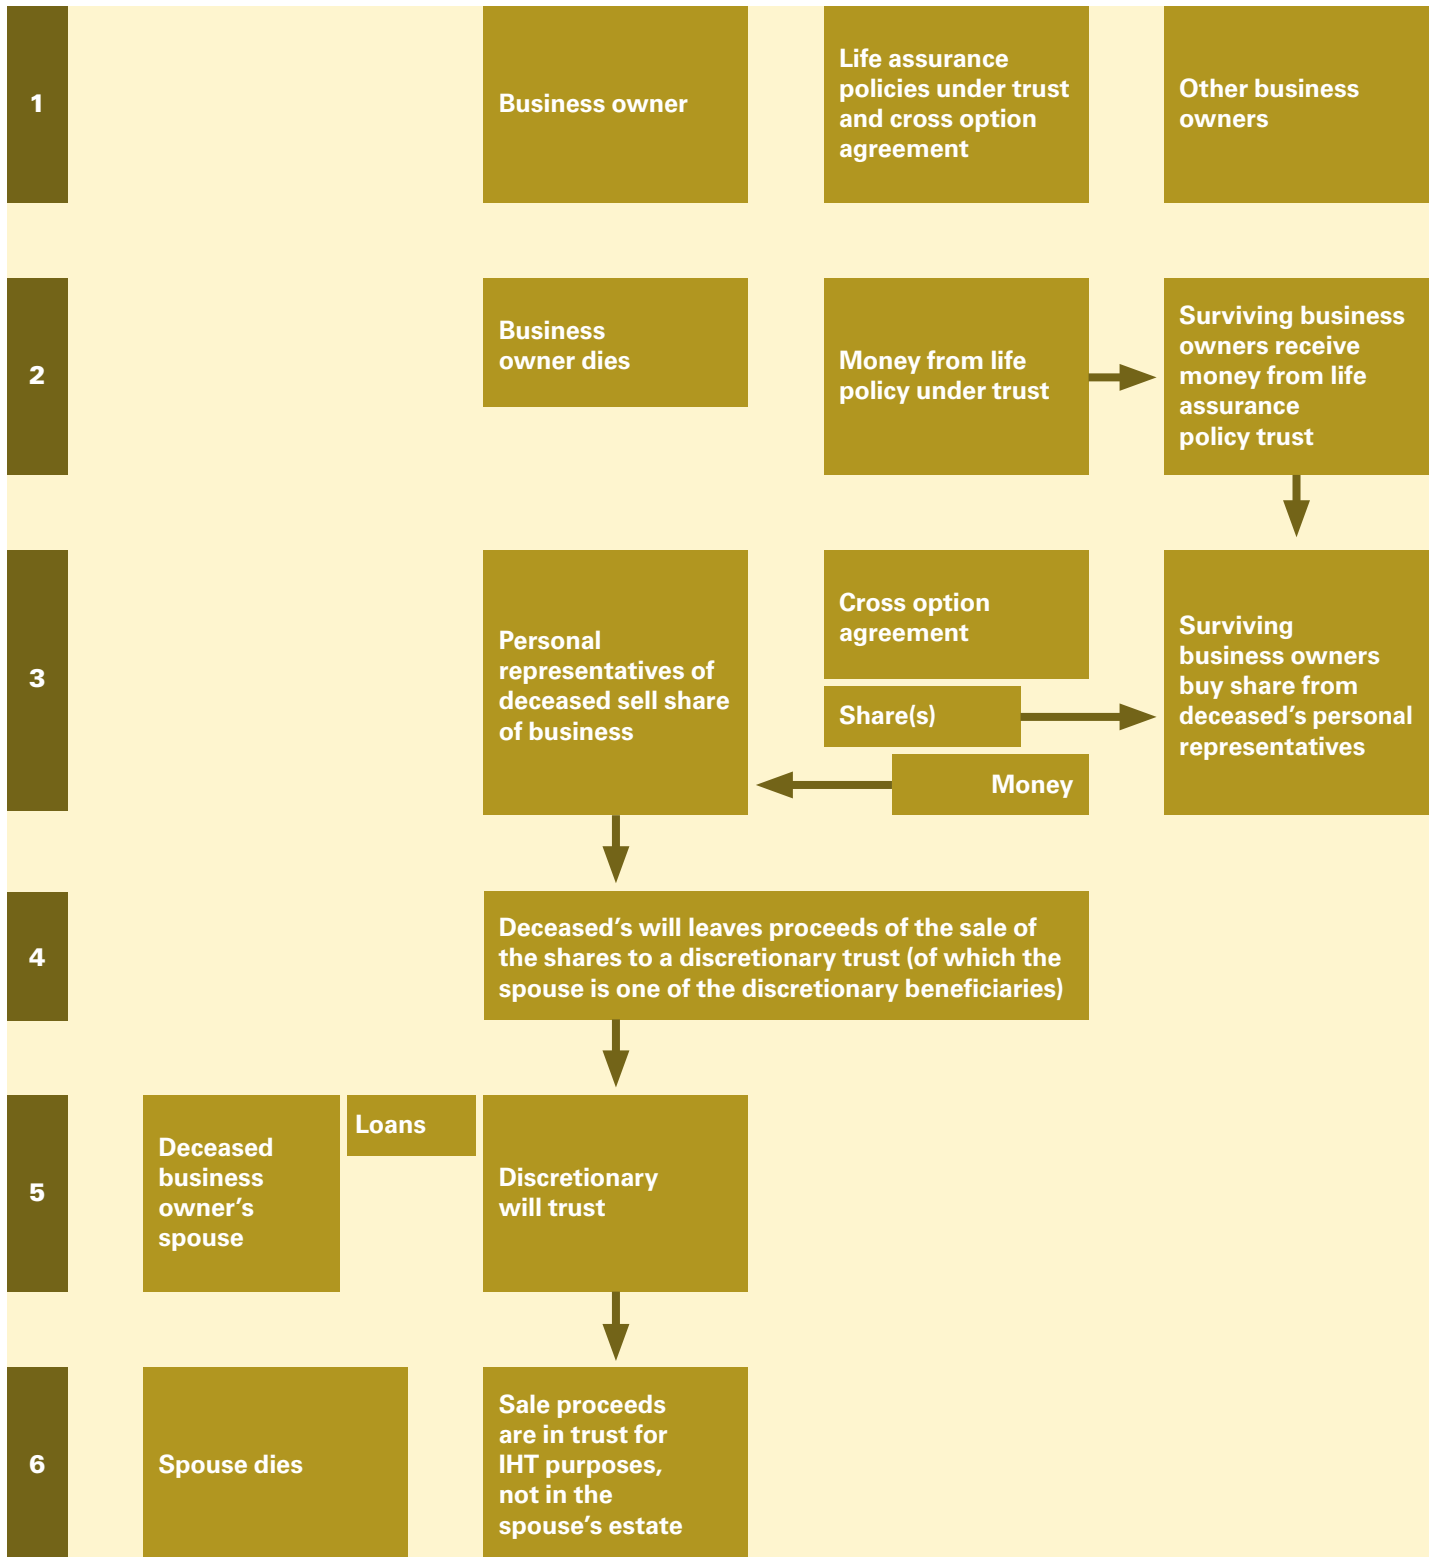 1
Business owner
Life assurance
policies under trust
and cross option
agreement
Other business
owners
2
Business
owner dies
Money from life
policy under trust
Surviving business
owners receive
money from life
assurance
policy trust
3
Personal
representatives of
deceased sell share
of business
Cross option
agreement
Share(s)
Money
Surviving
business owners
buy share from
deceased’s personal
representatives
4
Deceased’s will leaves proceeds of the sale of
the shares to a discretionary trust (of which the
spouse is one of the discretionary beneficiaries)
5
Deceased
business
owner’s
spouse
Loans
Discretionary
will trust
6
Spouse dies
Sale proceeds
are in trust for
IHT purposes,
not in the
spouse’s estate